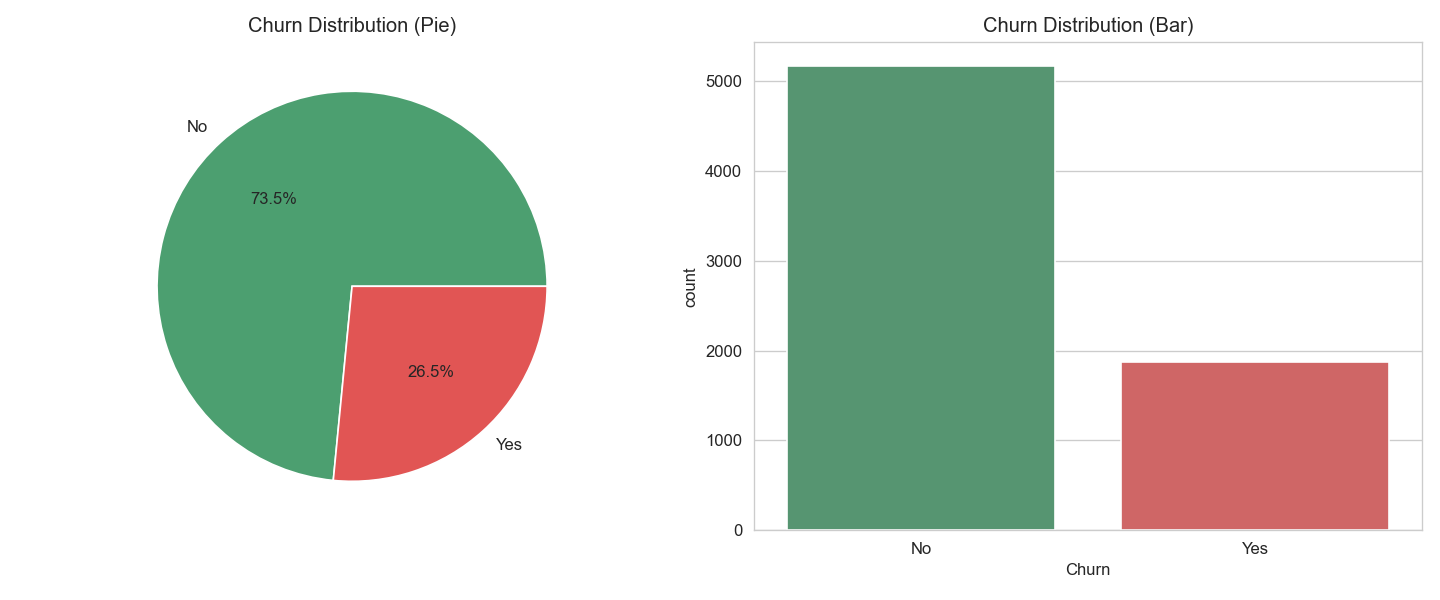 Churn Distribution (Pie)
No
73.5%
26.5%
Yes
Churn Distribution (Bar)
5000
4000
3000
2000
1000
0
count
No
Yes
Churn